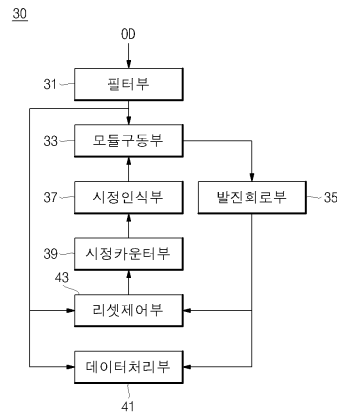 30
OD
31
필터부
33
모듈구동부
37
시정인식부
발진회로부
35
39
시정카운터부
43
리셋제어부
데이터처리부
41